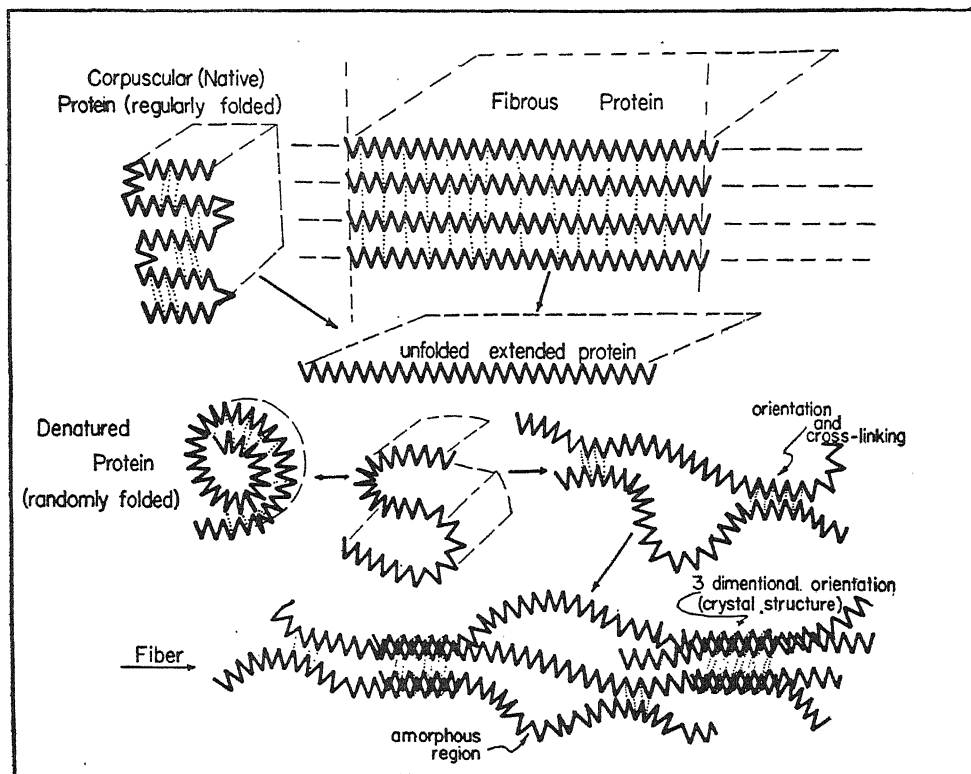 Corpuscular (Native)
Protein (regularly folded)
Fibrous Protein
unfolded extended protein
Denatured
Protein
(randomly folded)
orientation
and
cross-linking
3 dimentional. orientation
(crystal structure)
Fiber
amorphous
region